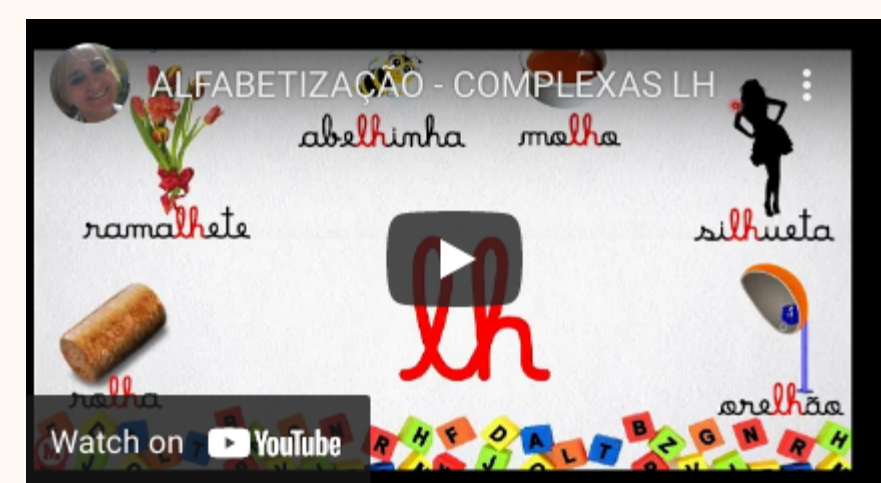 ALFABETIZAÇÃO - COMPLEXAS LH
abelhinha molho
ramalhete silhueta
lh
rolha orelhão
Watch on YouTube
R H F D A L T B Z G N R H